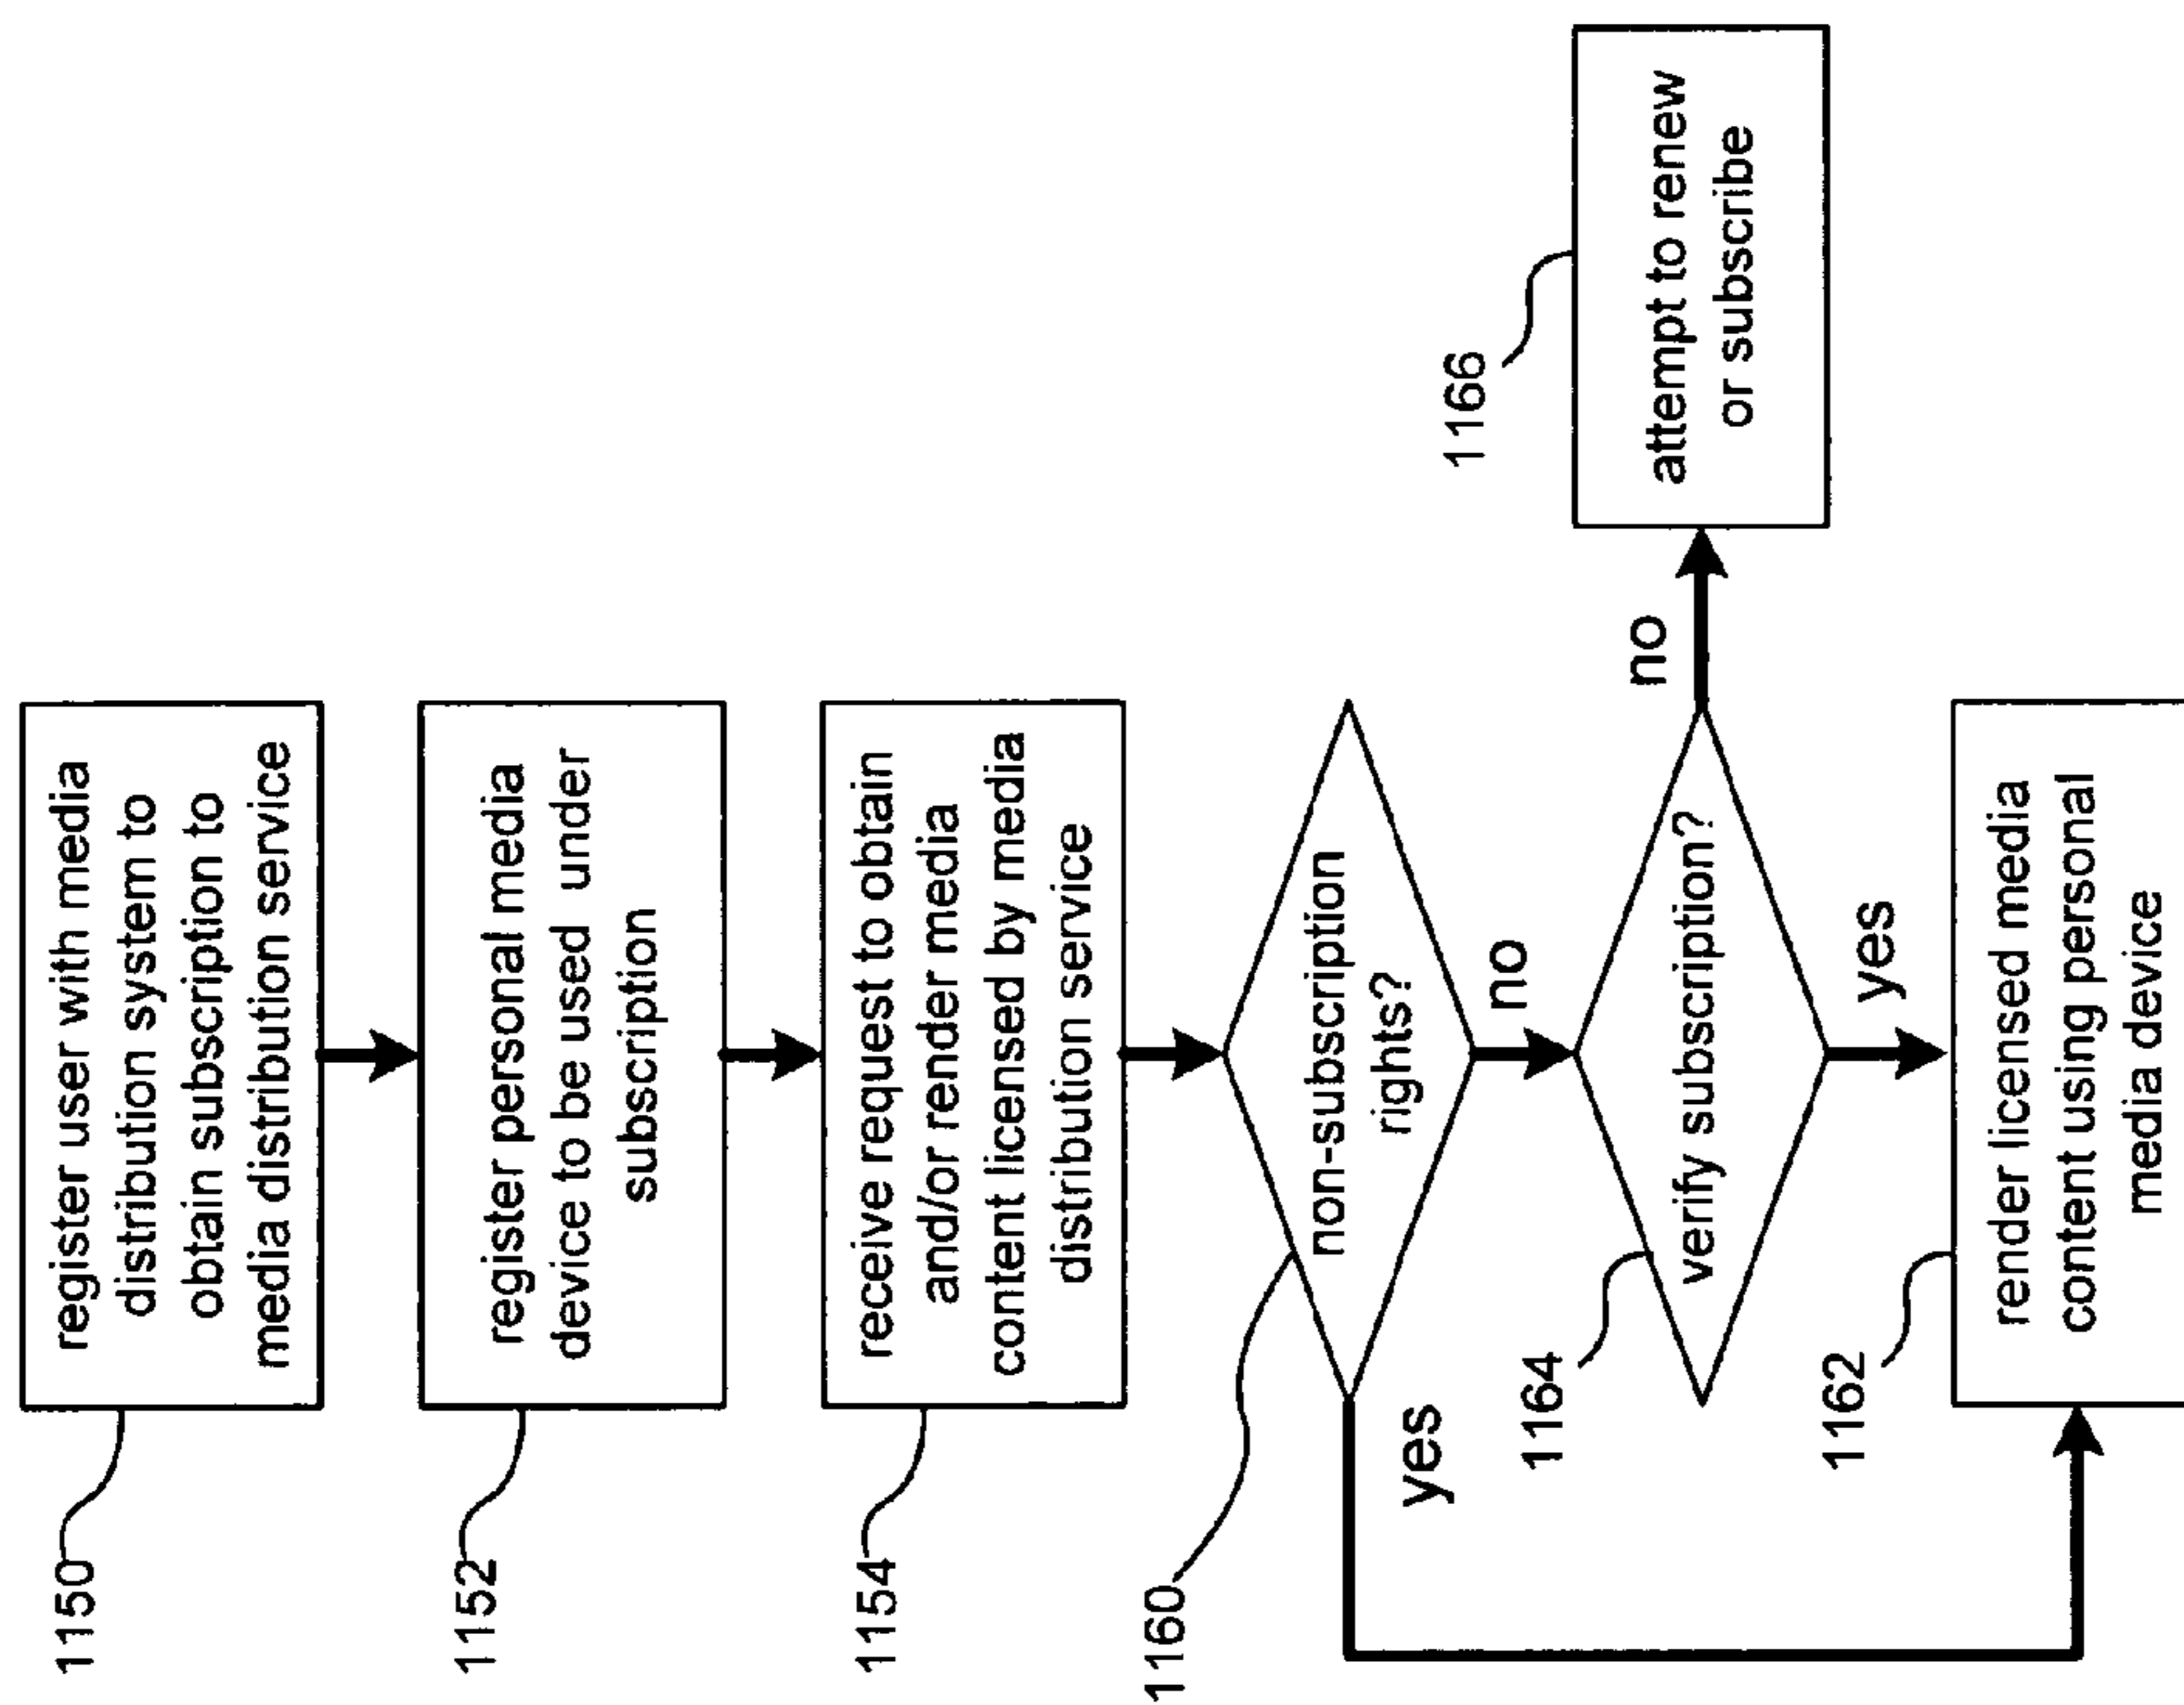 1150
register user with media
distribution system to
obtain subscription to
media distribution service
1152
register personal media
device to be used under
subscription
1154
receive request to obtain
and/or render media
content licensed by media
distribution service
1160
non-subscription
rights?
yes
no
1164
verify subscription?
no
1166
attempt to renew
or subscribe
yes
1162
render licensed media
content using personal
media device